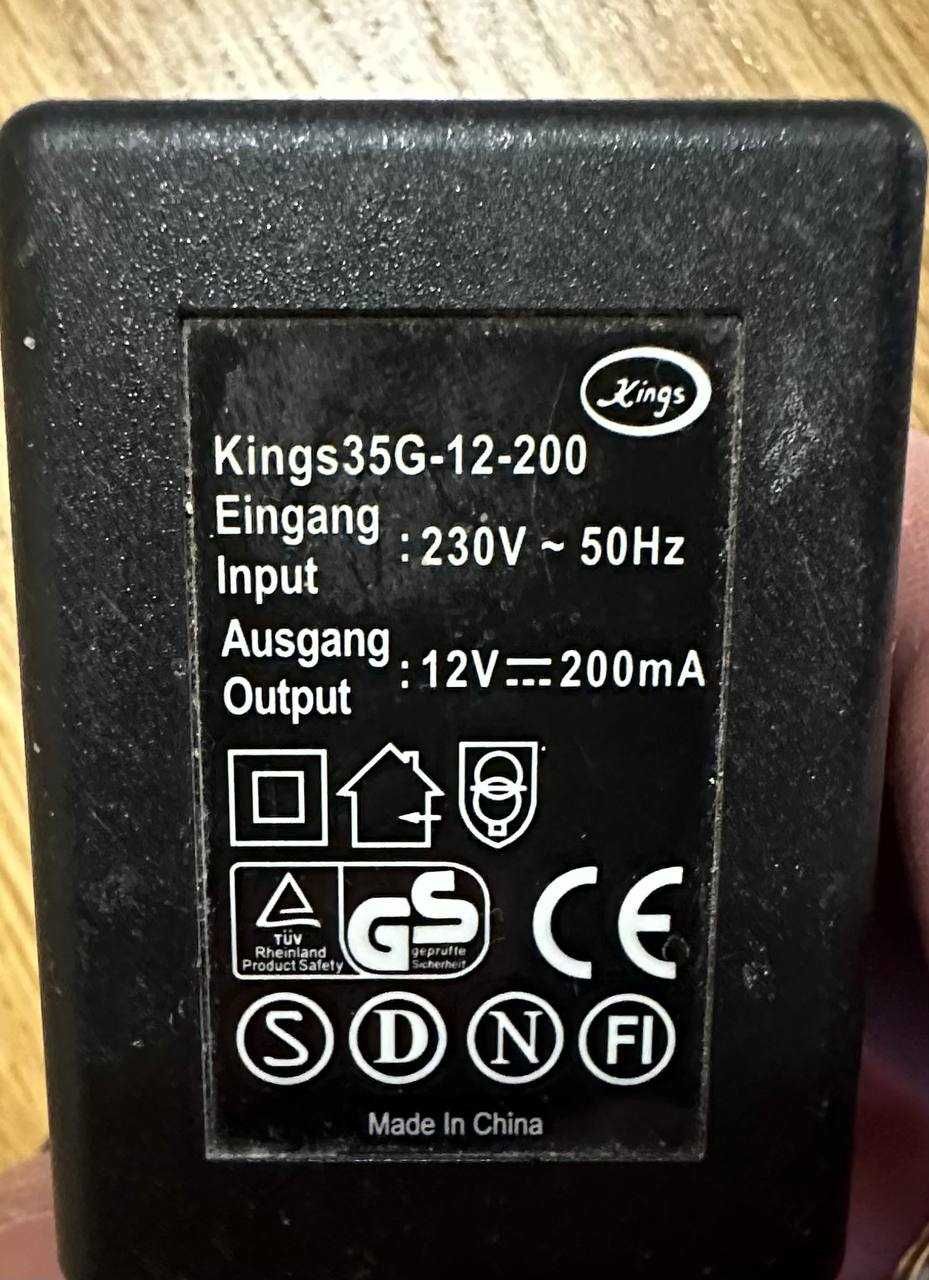 Kings
Kings35G-12-200
Eingang
Input
: 230V ~ 50Hz
Ausgang
Output
: 12V ⎓ 200mA
TÜV
Rheinland
Product Safety
GS
geprüfte
Sicherheit
CE
S D N FI
Made In China